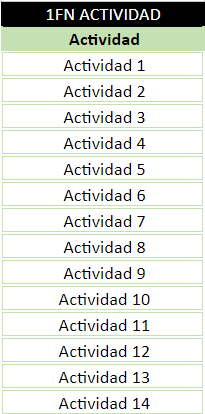 1FN ACTIVIDAD
Actividad
Actividad 1
Actividad 2
Actividad 3
Actividad 4
Actividad 5
Actividad 6
Actividad 7
Actividad 8
Actividad 9
Actividad 10
Actividad 11
Actividad 12
Actividad 13
Actividad 14